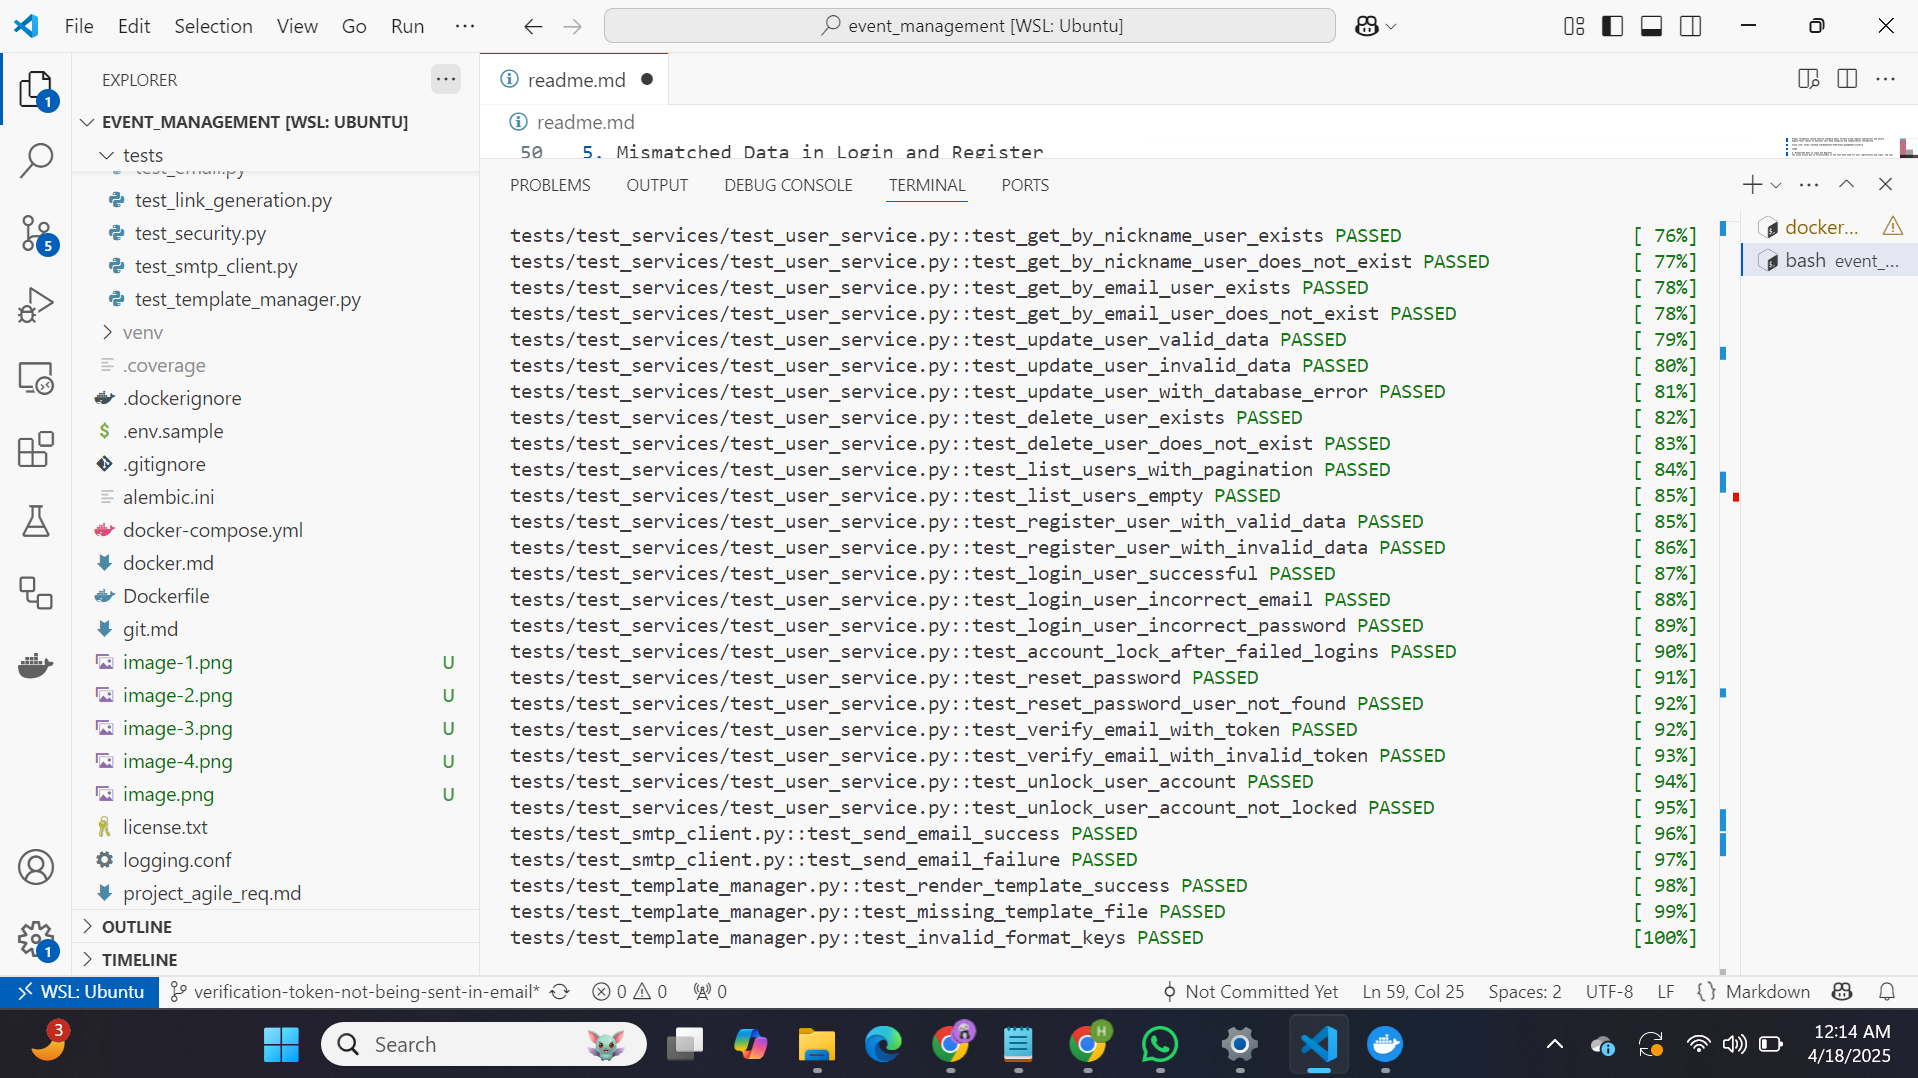 File Edit Selection View Go Run ···
event_management [WSL: Ubuntu]
EXPLORER
EVENT_MANAGEMENT [WSL: UBUNTU]
tests
test_email.py
test_link_generation.py
test_security.py
test_smtp_client.py
test_template_manager.py
venv
.coverage
.dockerignore
.env.sample
.gitignore
alembic.ini
docker-compose.yml
docker.md
Dockerfile
git.md
image-1.png U
image-2.png U
image-3.png U
image-4.png U
image.png U
license.txt
logging.conf
project_agile_req.md
OUTLINE
TIMELINE
1
5
1
readme.md
readme.md
50 5. Mismatched Data in Login and Register
PROBLEMS OUTPUT DEBUG CONSOLE TERMINAL PORTS
tests/test_services/test_user_service.py::test_get_by_nickname_user_exists PASSED [ 76%]
tests/test_services/test_user_service.py::test_get_by_nickname_user_does_not_exist PASSED [ 77%]
tests/test_services/test_user_service.py::test_get_by_email_user_exists PASSED [ 78%]
tests/test_services/test_user_service.py::test_get_by_email_user_does_not_exist PASSED [ 78%]
tests/test_services/test_user_service.py::test_update_user_valid_data PASSED [ 79%]
tests/test_services/test_user_service.py::test_update_user_invalid_data PASSED [ 80%]
tests/test_services/test_user_service.py::test_update_user_with_database_error PASSED [ 81%]
tests/test_services/test_user_service.py::test_delete_user_exists PASSED [ 82%]
tests/test_services/test_user_service.py::test_delete_user_does_not_exist PASSED [ 83%]
tests/test_services/test_user_service.py::test_list_users_with_pagination PASSED [ 84%]
tests/test_services/test_user_service.py::test_list_users_empty PASSED [ 85%]
tests/test_services/test_user_service.py::test_register_user_with_valid_data PASSED [ 85%]
tests/test_services/test_user_service.py::test_register_user_with_invalid_data PASSED [ 86%]
tests/test_services/test_user_service.py::test_login_user_successful PASSED [ 87%]
tests/test_services/test_user_service.py::test_login_user_incorrect_email PASSED [ 88%]
tests/test_services/test_user_service.py::test_login_user_incorrect_password PASSED [ 89%]
tests/test_services/test_user_service.py::test_account_lock_after_failed_logins PASSED [ 90%]
tests/test_services/test_user_service.py::test_reset_password PASSED [ 91%]
tests/test_services/test_user_service.py::test_reset_password_user_not_found PASSED [ 92%]
tests/test_services/test_user_service.py::test_verify_email_with_token PASSED [ 92%]
tests/test_services/test_user_service.py::test_verify_email_with_invalid_token PASSED [ 93%]
tests/test_services/test_user_service.py::test_unlock_user_account PASSED [ 94%]
tests/test_services/test_user_service.py::test_unlock_user_account_not_locked PASSED [ 95%]
tests/test_smtp_client.py::test_send_email_success PASSED [ 96%]
tests/test_smtp_client.py::test_send_email_failure PASSED [ 97%]
tests/test_template_manager.py::test_render_template_success PASSED [ 98%]
tests/test_template_manager.py::test_missing_template_file PASSED [ 99%]
tests/test_template_manager.py::test_invalid_format_keys PASSED [100%]
docker...
bash event_...
WSL: Ubuntu verification-token-not-being-sent-in-email* 0 0 0 Not Committed Yet Ln 59, Col 25 Spaces: 2 UTF-8 LF {} Markdown
3
Search
H
12:14 AM
4/18/2025